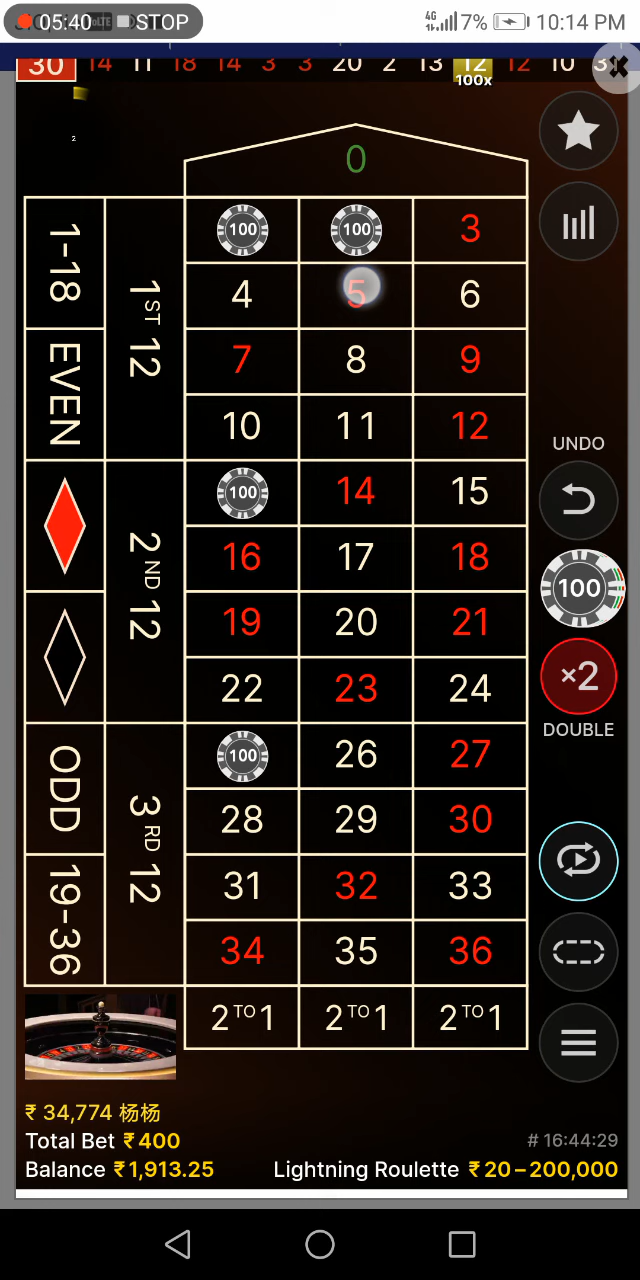 05:40 STOP 4G 7% 10:14 PM
30 14 11 18 14 3 3 20 2 13 12 12 10
100x
2
0
1-18 1ST 12 100 100 3
4 5 6
EVEN 7 8 9
10 11 12
UNDO
2ND 12 100 14 15
16 17 18
100
19 20 21
22 23 24
×2
DOUBLE
ODD 3RD 12 100 26 27
28 29 30
19-36 31 32 33
34 35 36
2TO1 2TO1 2TO1
₹ 34,774 杨杨
Total Bet ₹400 # 16:44:29
Balance ₹1,913.25 Lightning Roulette ₹20–200,000